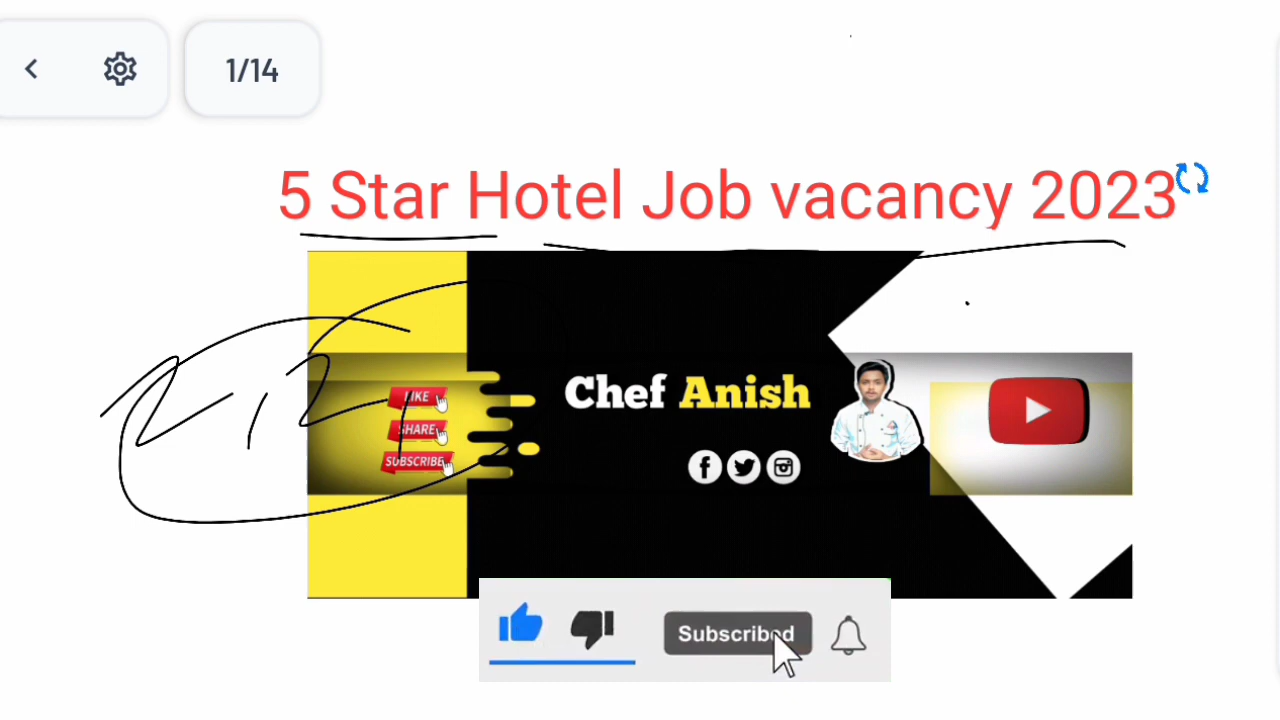 1/14
5 Star Hotel Job vacancy 2023
LIKE
SHARE
SUBSCRIBE
Chef Anish
Subscribed